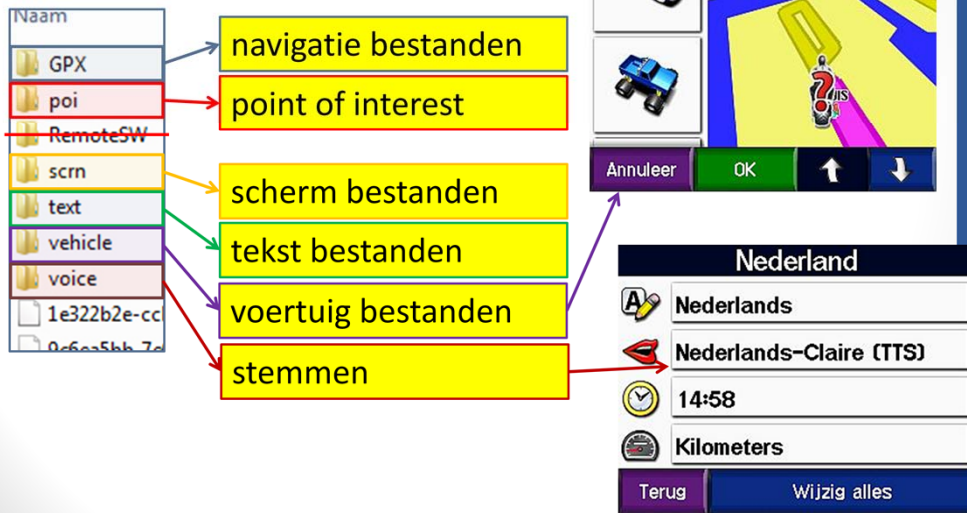 Naam
GPX
poi
RemoteSW
scrn
text
vehicle
voice
1e322b2e-ccl
navigatie bestanden
point of interest
scherm bestanden
tekst bestanden
voertuig bestanden
stemmen
Annuleer
OK
Nederland
Nederlands
Nederlands-Claire (TTS)
14:58
Kilometers
Terug
Wijzig alles